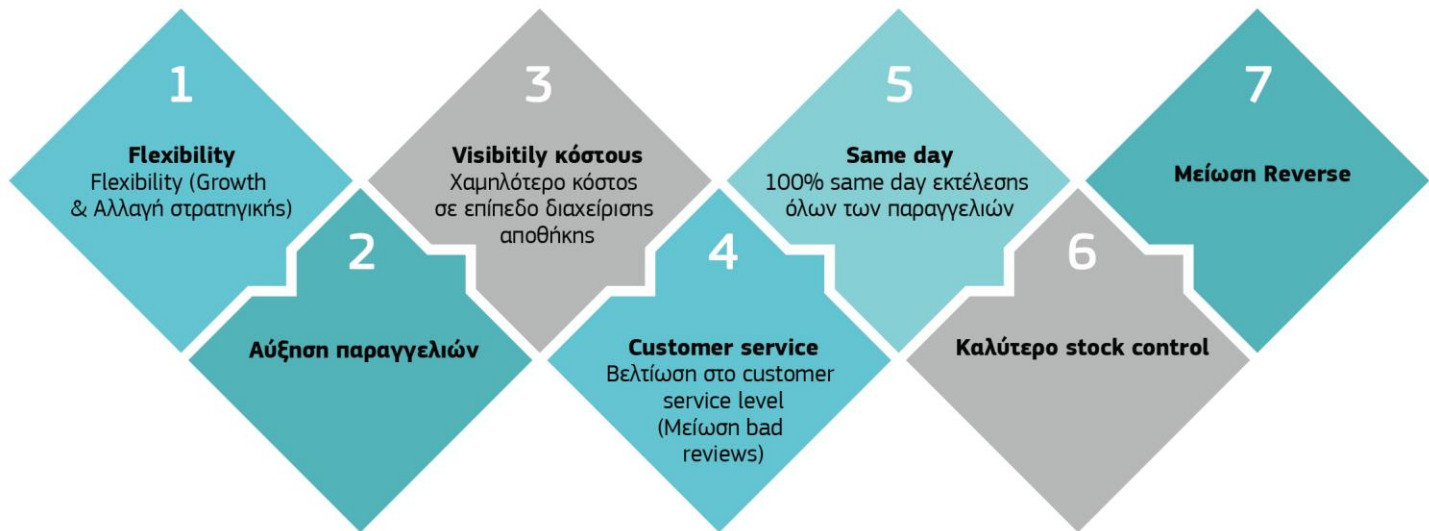 1
Flexibility
Flexibility (Growth
& Αλλαγή στρατηγικής)
2
Αύξηση παραγγελιών
3
Visibitily κόστους
Χαμηλότερο κόστος
σε επίπεδο διαχείρισης
αποθήκης
4
Customer service
Βελτίωση στο customer
service level
(Μείωση bad
reviews)
5
Same day
100% same day εκτέλεσης
όλων των παραγγελιών
6
Καλύτερο stock control
7
Μείωση Reverse